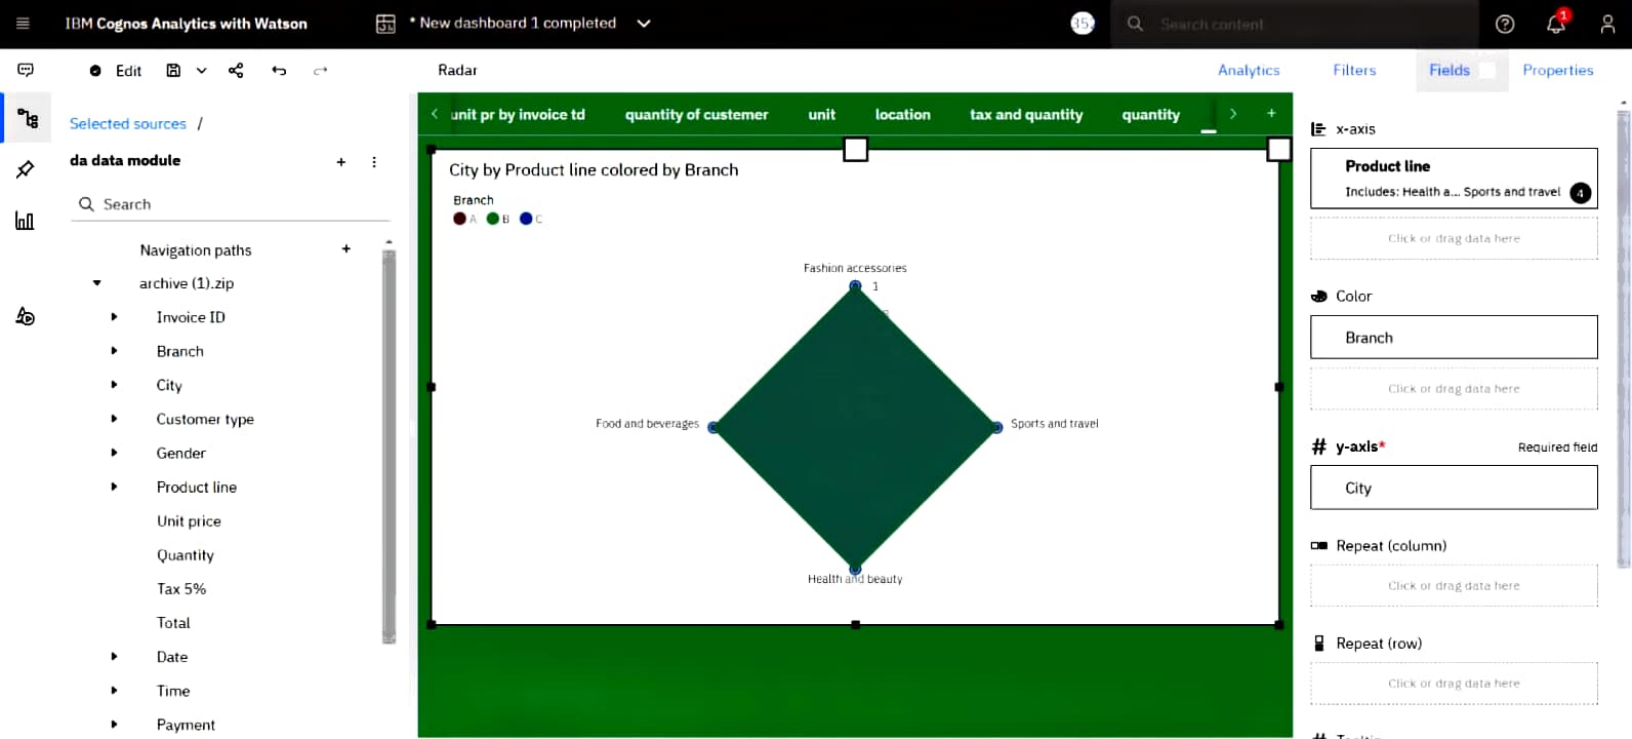 IBM Cognos Analytics with Watson
* New dashboard 1 completed
Search content
1
Edit
Radar
Analytics
Filters
Fields
Properties
Selected sources /
da data module
Search
Navigation paths
archive (1).zip
Invoice ID
Branch
City
Customer type
Gender
Product line
Unit price
Quantity
Tax 5%
Total
Date
Time
Payment
unit pr by invoice td
quantity of customer
unit
location
tax and quantity
quantity
City by Product line colored by Branch
Branch
A B C
Fashion accessories
1
Food and beverages
Sports and travel
Health and beauty
x-axis
Product line
Includes: Health a... Sports and travel 4
Click or drag data here
Color
Branch
Click or drag data here
y-axis*
Required field
City
Repeat (column)
Click or drag data here
Repeat (row)
Click or drag data here